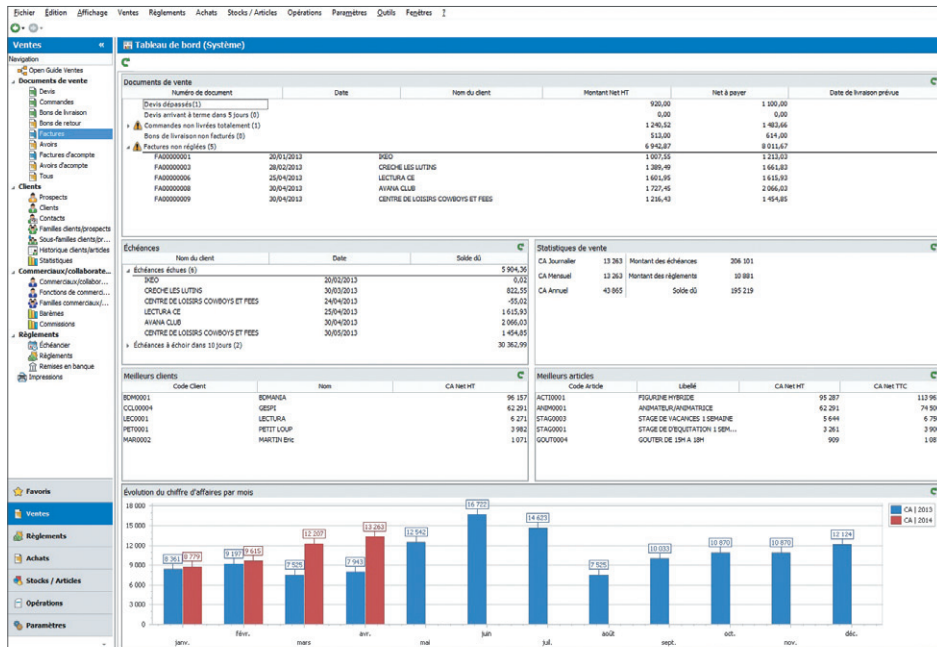 Fichier Édition Affichage Ventes Règlements Achats Stocks / Articles Opérations Paramètres Outils Fenêtres ?
Ventes «
Navigation
Open Guide Ventes
Documents de vente
Devis
Commandes
Bons de livraison
Bons de retour
Factures
Avoirs
Factures d'acompte
Avoirs d'acompte
Tous
Clients
Prospects
Clients
Contacts
Familles clients/prospects
Sous-familles clients/pr...
Historique clients/articles
Statistiques
Commerciaux/collaborate...
Commerciaux/collabor...
Fonctions de commerci...
Familles commerciaux/...
Barèmes
Commissions
Règlements
Échéancier
Règlements
Remises en banque
Impressions
Favoris
Ventes
Règlements
Achats
Stocks / Articles
Opérations
Paramètres
Tableau de bord (Système)
Documents de vente
Numéro de document Date Nom du client Montant Net HT Net à payer Date de livraison prévue
Devis dépassés(1) 920,00 1 100,00
Devis arrivant à terme dans 5 jours (0) 0,00 0,00
Commandes non livrées totalement (1) 1 240,52 1 483,66
Bons de livraison non facturés (0) 513,00 614,00
Factures non réglées (5) 6 942,87 8 011,67
FA00000001 20/01/2013 IKEO 1 007,55 1 213,03
FA00000003 28/02/2013 CRECHE LES LUTINS 1 389,49 1 661,83
FA00000006 25/04/2013 LECTURA CE 1 601,95 1 615,93
FA00000008 30/04/2013 AYANA CLUB 1 727,45 2 066,03
FA00000009 30/04/2013 CENTRE DE LOISIRS COWBOYS ET FEES 1 216,43 1 454,85
Échéances
Nom du client Date Solde dû
Échéances échues (6) 5 904,36
IKEO 20/02/2013 0,02
CRECHE LES LUTINS 30/03/2013 822,55
CENTRE DE LOISIRS COWBOYS ET FEES 24/04/2013 -55,02
LECTURA CE 25/04/2013 1 615,93
AYANA CLUB 30/04/2013 2 066,03
CENTRE DE LOISIRS COWBOYS ET FEES 30/05/2013 1 454,85
Échéances à échoir dans 10 jours (2) 30 362,99
Statistiques de vente
CA Journalier 13 263 Montant des échéances 206 101
CA Mensuel 13 263 Montant des règlements 10 881
CA Annuel 43 865 Solde dû 195 219
Meilleurs clients
Code Client Nom CA Net HT
BDM0001 BDMANIA 96 157
CCL00004 GESPI 62 291
LEC0001 LECTURA 6 271
PET0001 PETIT LOUP 3 982
MAR0002 MARTIN Eric 1 071
Meilleurs articles
Code Article Libellé CA Net HT CA Net TTC
ACTI0001 FIGURINE HYBRIDE 95 287 113 96
ANIM0001 ANIMATEUR/ANIMATRICE 62 291 74 50
STAG0003 STAGE DE VACANCES 1 SEMAINE 5 644 6 75
STAG0001 STAGE DE D'EQUITATION 1 SEM... 3 261 3 90
GOUT0004 GOUTER DE 15H A 18H 909 1 08
Évolution du chiffre d'affaires par mois
18 000
15 000
12 000
9 000
6 000
3 000
0
8 361 8 779 9 197 9 615 7 525 12 207 7 943 13 263 12 542 16 722 14 623 7 525 10 033 10 870 10 870 12 124
janv. févr. mars avr. mai juin juil. août sept. oct. nov. déc.
CA | 2013
CA | 2014